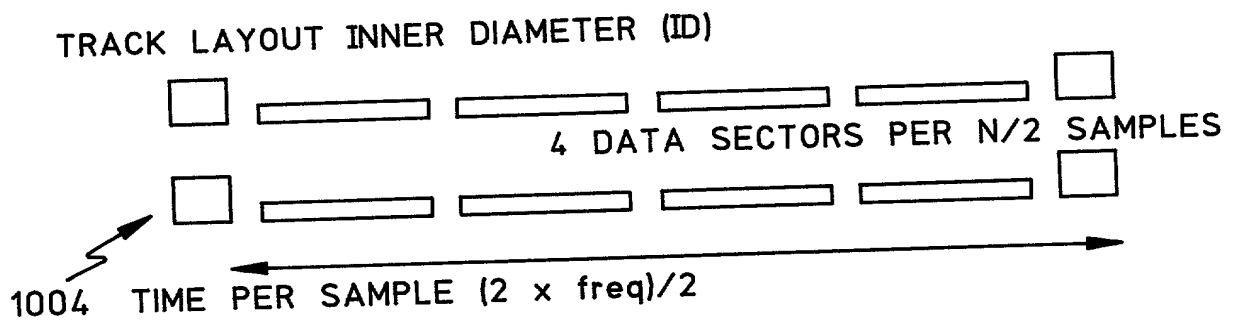 TRACK LAYOUT INNER DIAMETER (ID)
4 DATA SECTORS PER N/2 SAMPLES
1004 TIME PER SAMPLE (2 x freq)/2